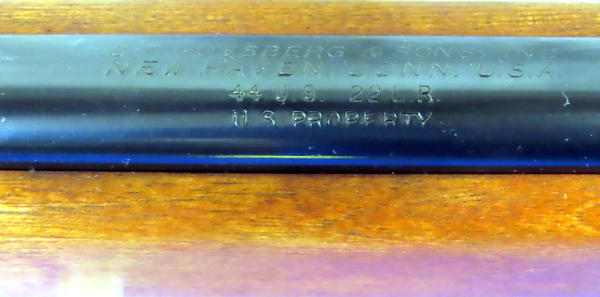 O.F. MOSSBERG & SONS, INC.
NEW HAVEN, CONN. U.S.A.
44 U.S. 22 L.R.
U S PROPERTY